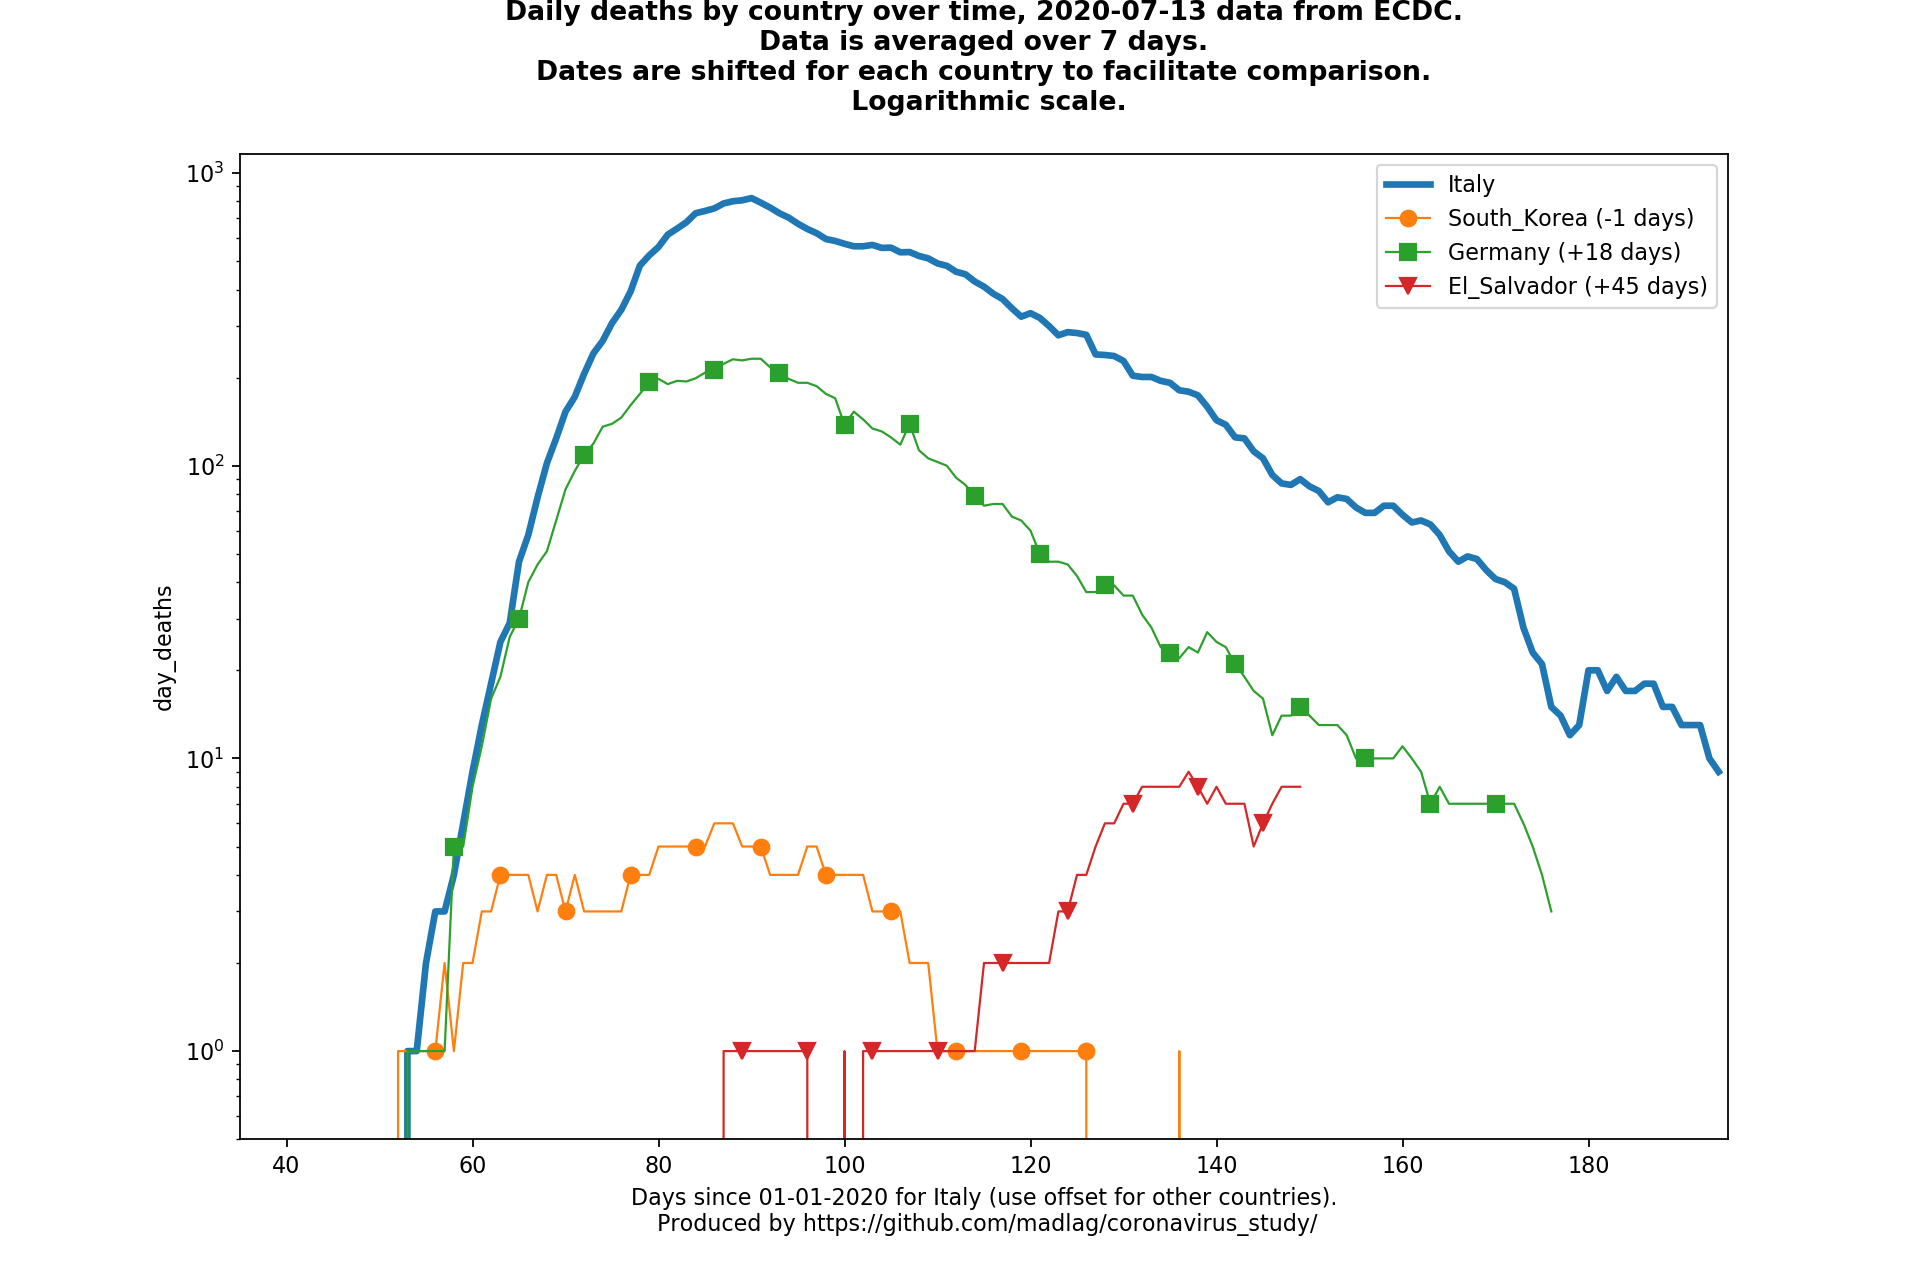 Daily deaths by country over time, 2020-07-13 data from ECDC.
Data is averaged over 7 days.
Dates are shifted for each country to facilitate comparison.
Logarithmic scale.
10³
10²
10¹
10⁰
day_deaths
Italy
South_Korea (-1 days)
Germany (+18 days)
El_Salvador (+45 days)
40 60 80 100 120 140 160 180
Days since 01-01-2020 for Italy (use offset for other countries).
Produced by https://github.com/madlag/coronavirus_study/